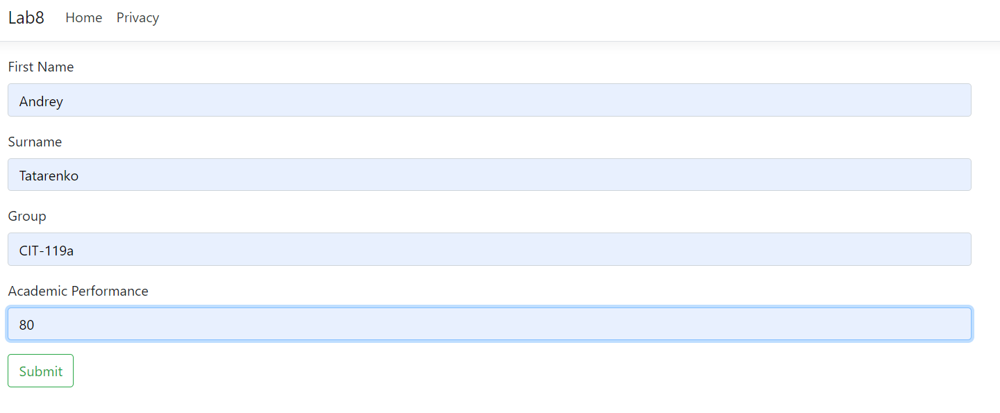 Lab8 Home Privacy
First Name
Andrey
Surname
Tatarenko
Group
CIT-119a
Academic Performance
80
Submit